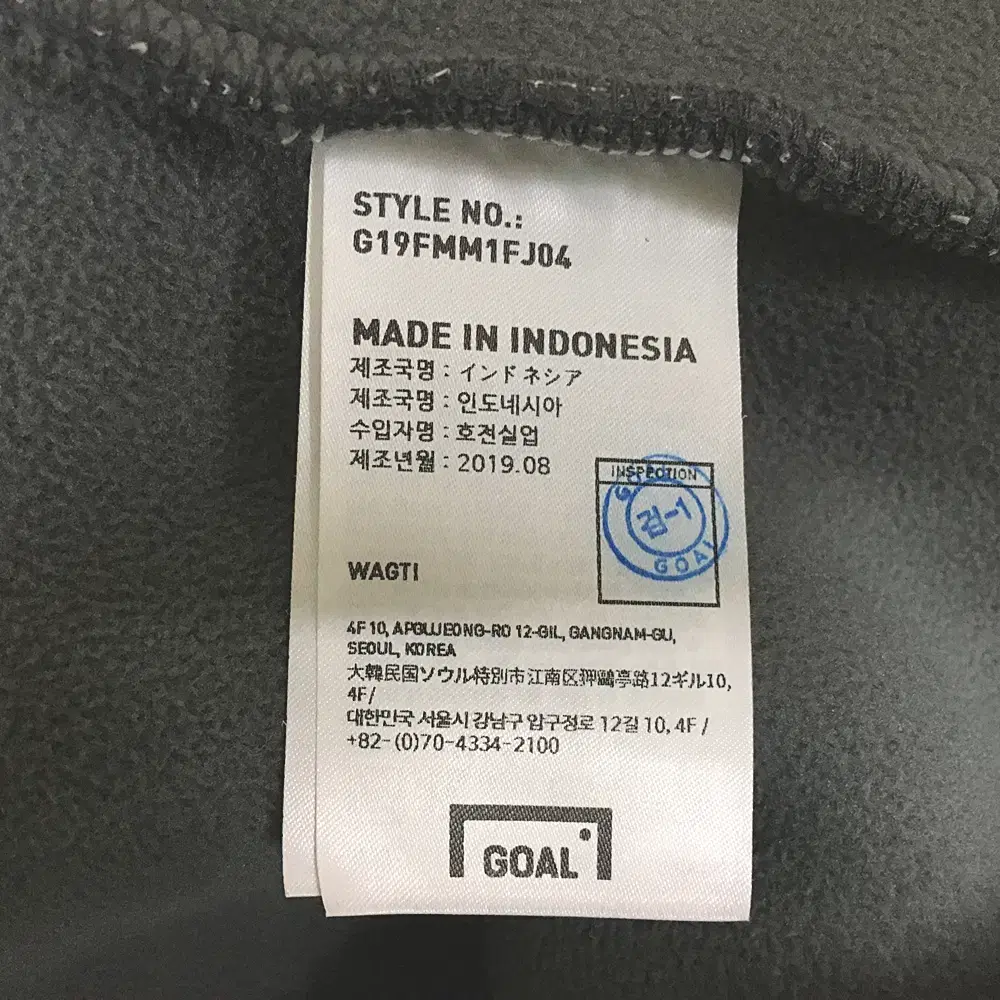 STYLE NO.:
G19FMM1FJ04
MADE IN INDONESIA
제조국명 : インドネシア
제조국명 : 인도네시아
수입자명 : 호전실업
제조년월 : 2019.08
INSPECTION
검-1
GOAL
WAGTI
4F 10, APGUJEONG-RO 12-GIL, GANGNAM-GU,
SEOUL, KOREA
大韓民国ソウル特別市江南区狎鷗亭路12ギル10,
4F /
대한민국 서울시 강남구 압구정로 12길 10, 4F /
+82-(0)70-4334-2100
GOAL